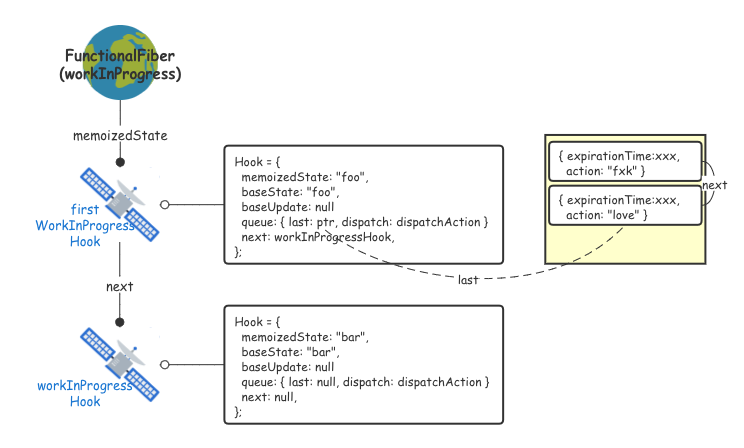 FunctionalFiber
(workInProgress)
memoizedState
first
WorkInProgress
Hook
Hook = {
memoizedState: "foo",
baseState: "foo",
baseUpdate: null
queue: { last: ptr, dispatch: dispatchAction }
next: workInProgressHook,
};
{ expirationTime:xxx,
action: "fxk" }
next
{ expirationTime:xxx,
action: "love" }
last
next
workInProgress
Hook
Hook = {
memoizedState: "bar",
baseState: "bar",
baseUpdate: null
queue: { last: null, dispatch: dispatchAction }
next: null,
};